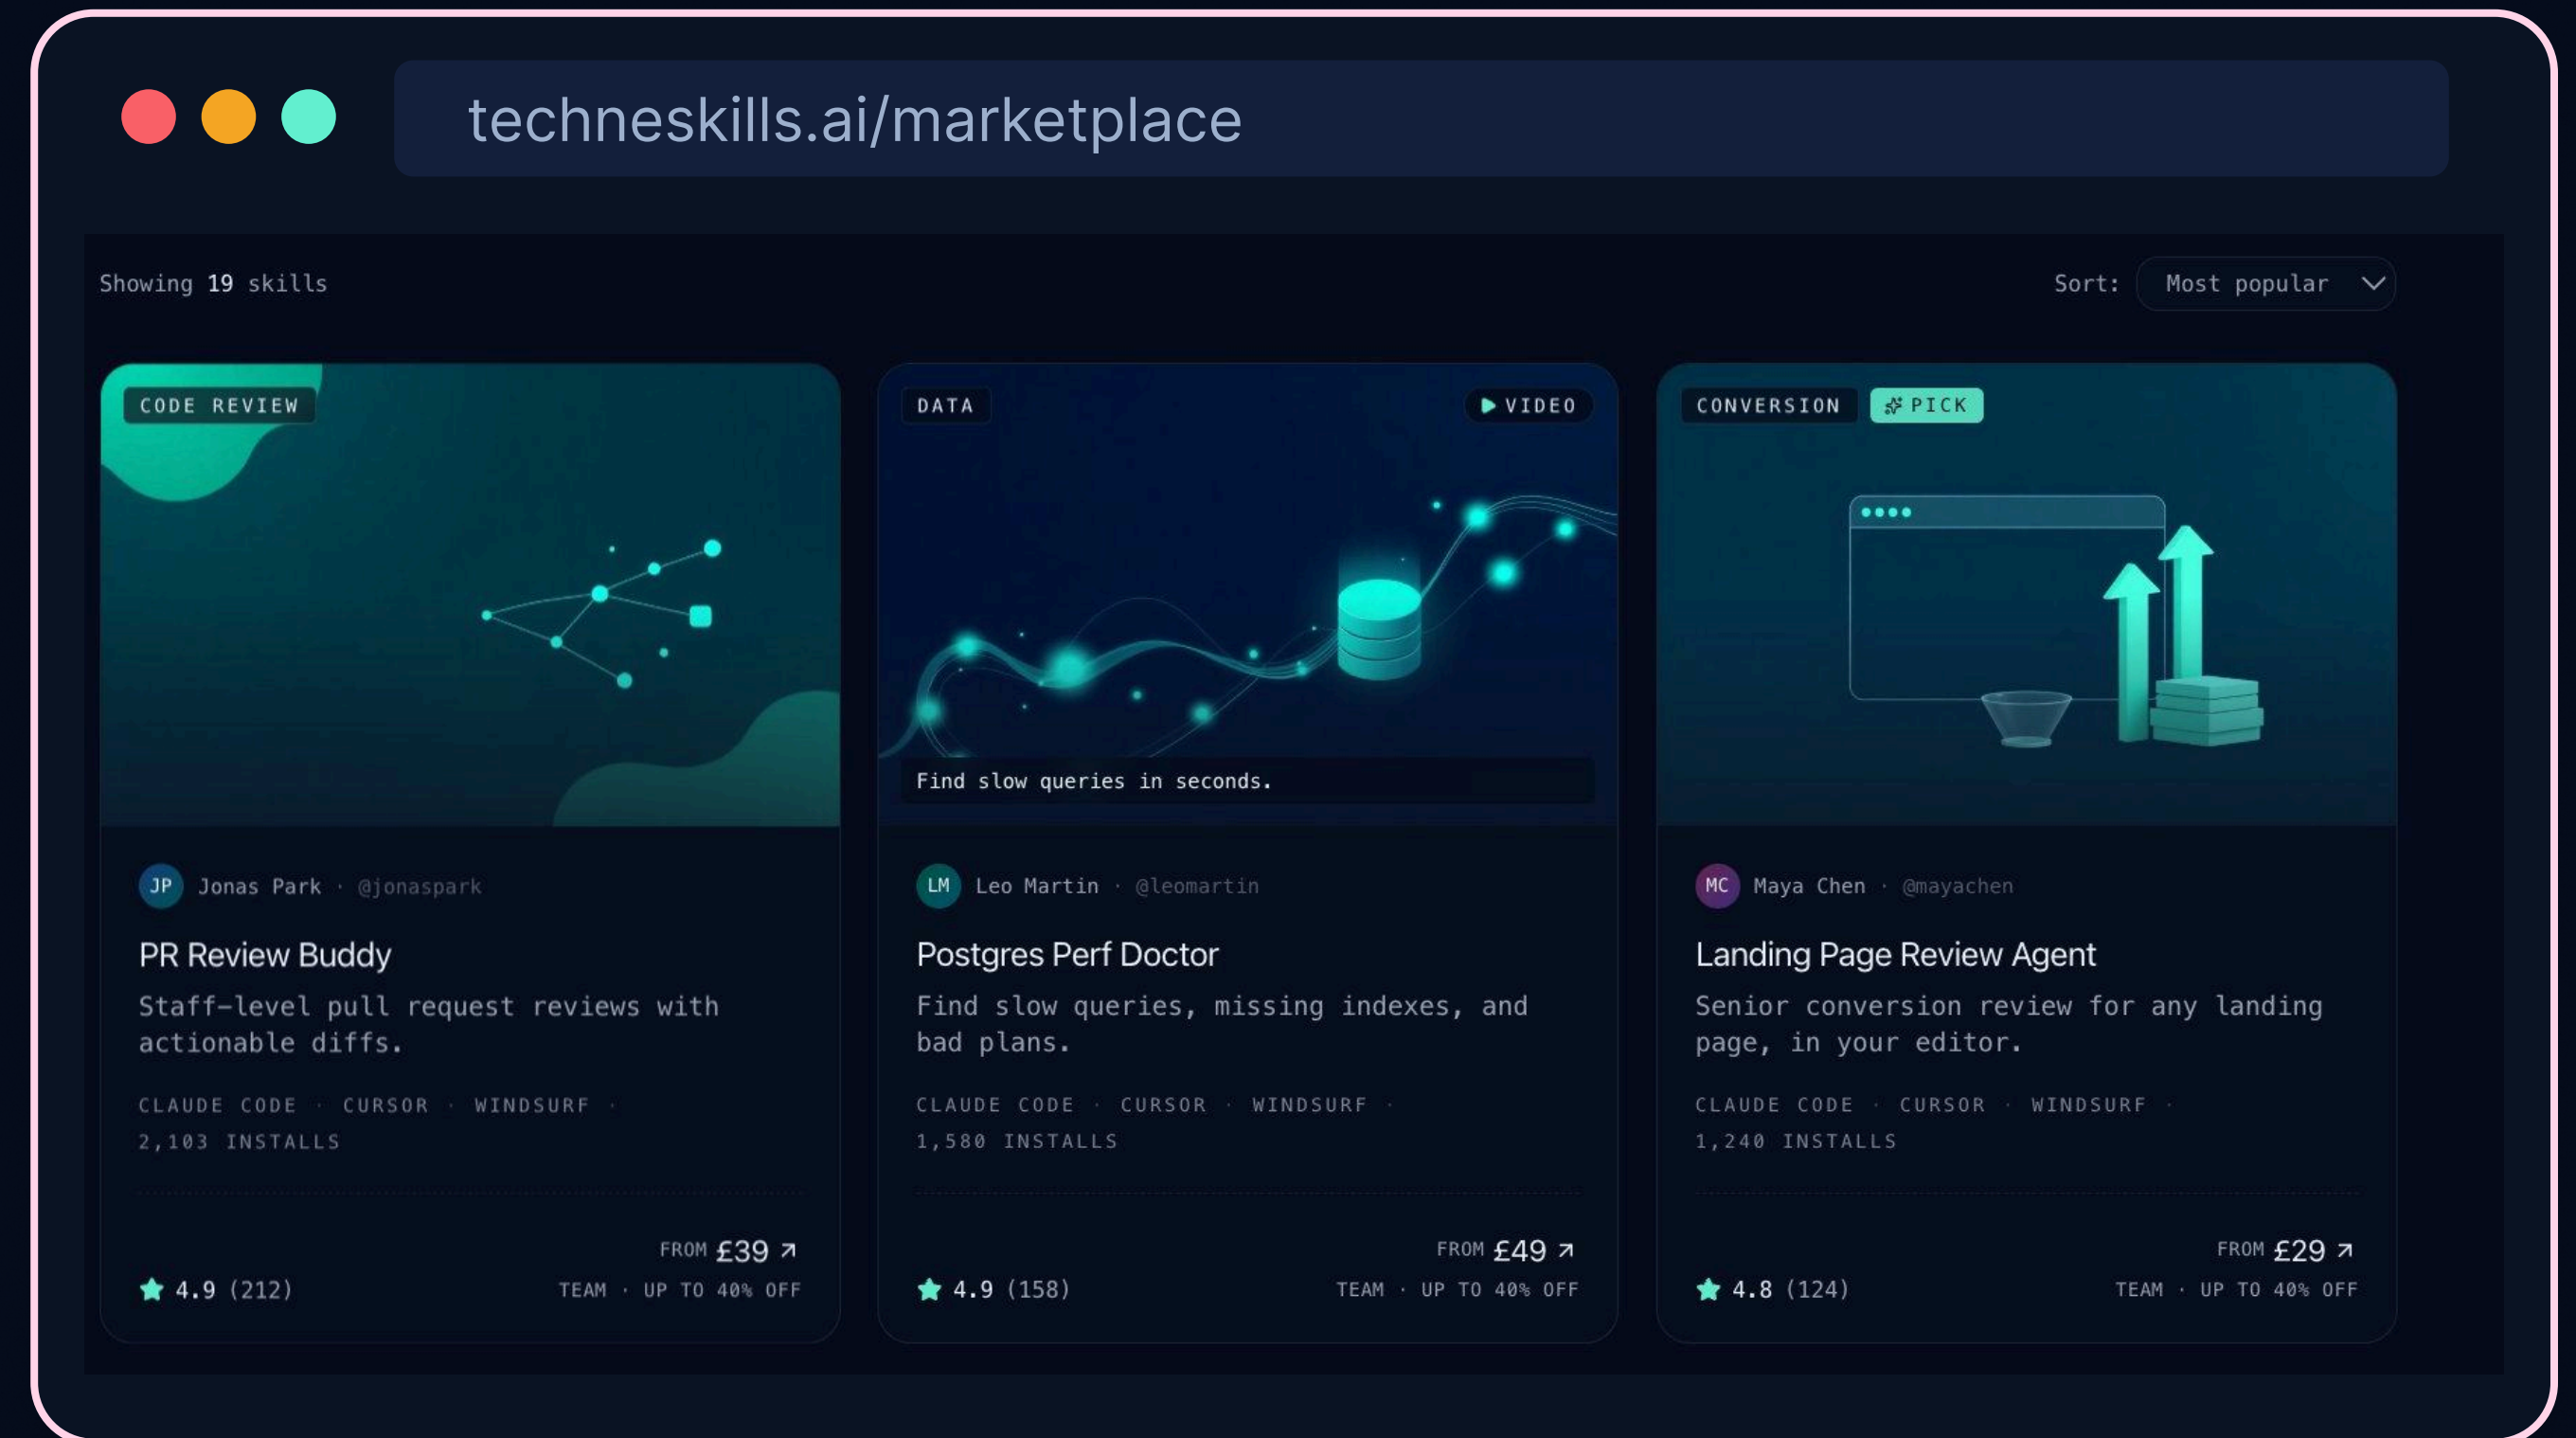 techneskills.ai/marketplace
Showing 19 skills
Sort: Most popular
CODE REVIEW
JP Jonas Park · @jonaspark
PR Review Buddy
Staff-level pull request reviews with
actionable diffs.
CLAUDE CODE · CURSOR · WINDSURF ·
2,103 INSTALLS
FROM £39 ↗
★ 4.9 (212)
TEAM · UP TO 40% OFF
DATA
VIDEO
Find slow queries in seconds.
LM Leo Martin · @leomartin
Postgres Perf Doctor
Find slow queries, missing indexes, and
bad plans.
CLAUDE CODE · CURSOR · WINDSURF ·
1,580 INSTALLS
FROM £49 ↗
★ 4.9 (158)
TEAM · UP TO 40% OFF
CONVERSION
PICK
MC Maya Chen · @mayachen
Landing Page Review Agent
Senior conversion review for any landing
page, in your editor.
CLAUDE CODE · CURSOR · WINDSURF ·
1,240 INSTALLS
FROM £29 ↗
★ 4.8 (124)
TEAM · UP TO 40% OFF